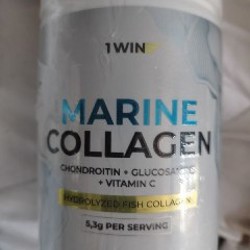 1WIN
MARINE
COLLAGEN
CHONDROITIN + GLUCOSAMINE
+ VITAMIN C
HYDROLYZED FISH COLLAGEN
5,3g PER SERVING